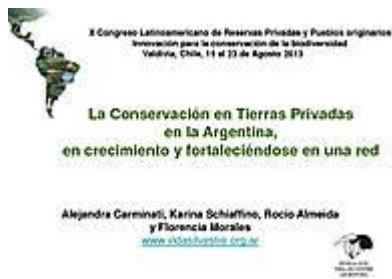 X Congreso Latinoamericano de Reservas Privadas y Pueblos originarios
Innovación para la conservación de la biodiversidad
Valdivia, Chile, 19 al 23 de Agosto 2013
La Conservación en Tierras Privadas
en la Argentina,
en crecimiento y fortaleciéndose en una red
Alejandra Carminati, Karina Schiaffino, Rocio Almeida
y Florencia Morales
www.vidasilvestre.org.ar